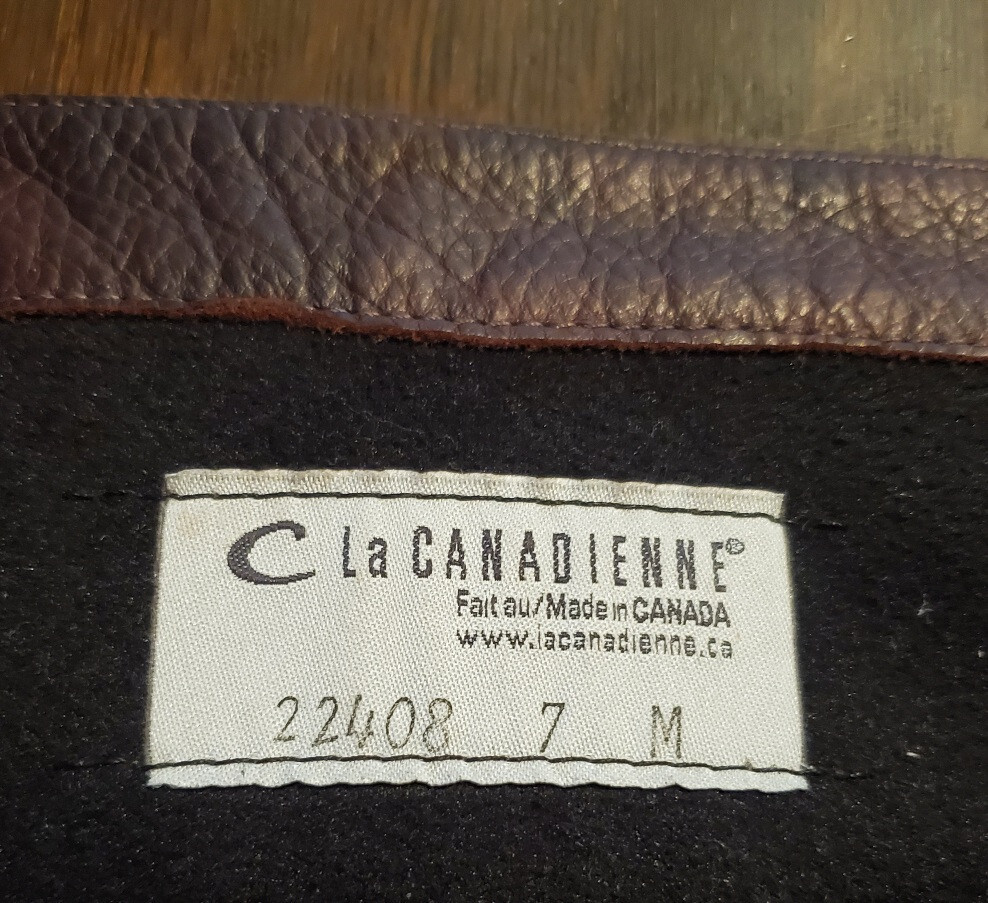 La CANADIENNE®
Fait au/Made in CANADA
www.lacanadienne.ca
22408 7 M